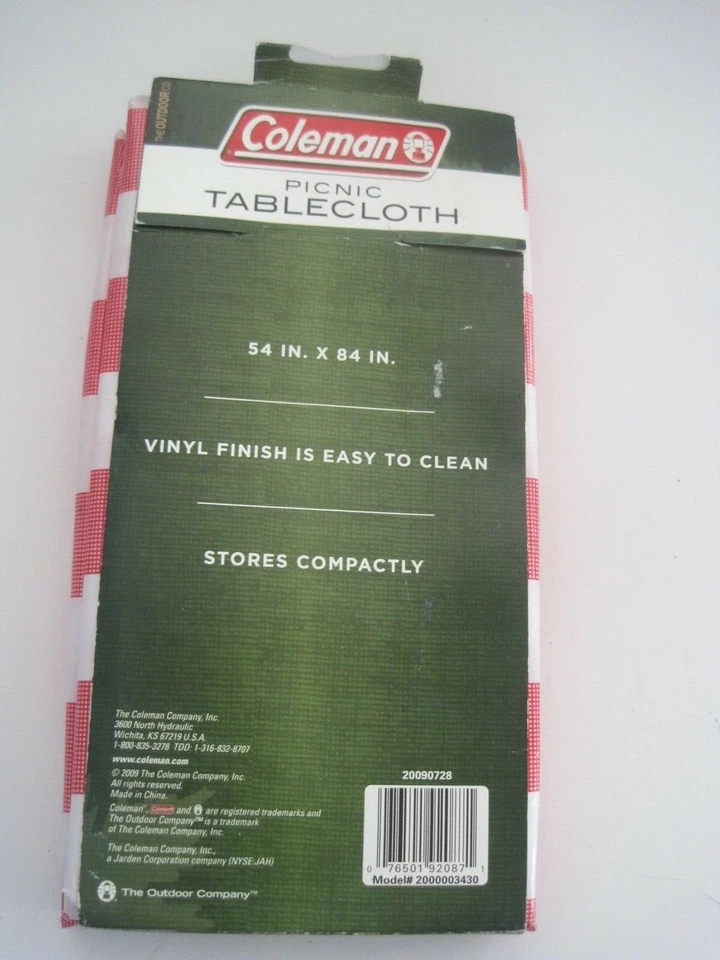 THE OUTDOOR CO.
Coleman
PICNIC
TABLECLOTH
54 IN. X 84 IN.
VINYL FINISH IS EASY TO CLEAN
STORES COMPACTLY
The Coleman Company, Inc.
3600 North Hydraulic
Wichita, KS 67219 U.S.A.
1-800-835-3278 TDD: 1-316-832-8707
www.coleman.com
© 2009 The Coleman Company, Inc.
All rights reserved.
Made in China.
Coleman®, Coleman and are registered trademarks and
The Outdoor Company™ is a trademark
of The Coleman Company, Inc.
The Coleman Company, Inc.,
a Jarden Corporation company (NYSE:JAH)
The Outdoor Company™
20090728
0 76501 92087 1
Model# 2000003430